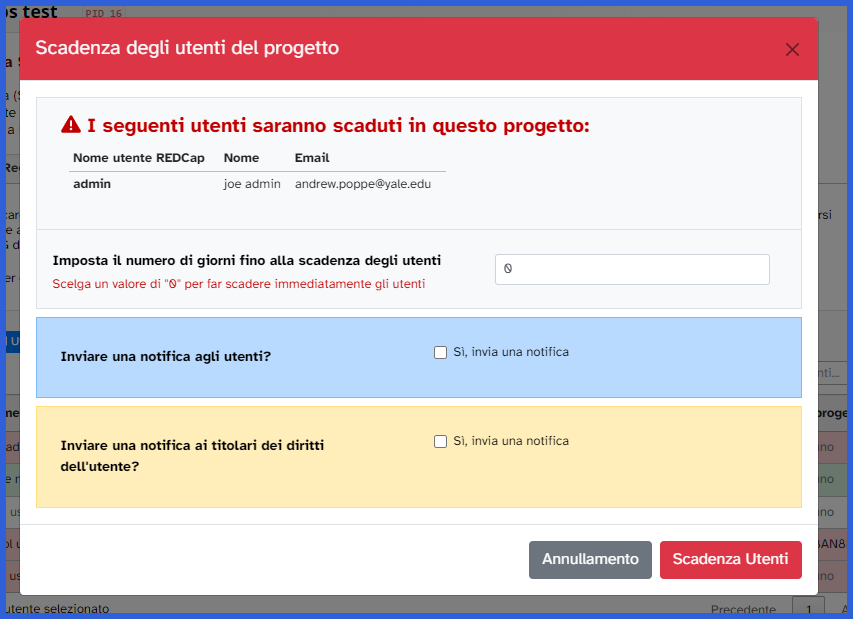 os test PID 16
Scadenza degli utenti del progetto
I seguenti utenti saranno scaduti in questo progetto:
Nome utente REDCap Nome Email
admin joe admin andrew.poppe@yale.edu
Imposta il numero di giorni fino alla scadenza degli utenti
Scelga un valore di "0" per far scadere immediatamente gli utenti
0
Inviare una notifica agli utenti?
Sì, invia una notifica
Inviare una notifica ai titolari dei diritti
dell'utente?
Sì, invia una notifica
Annullamento
Scadenza Utenti
utente selezionato
Precedente 1